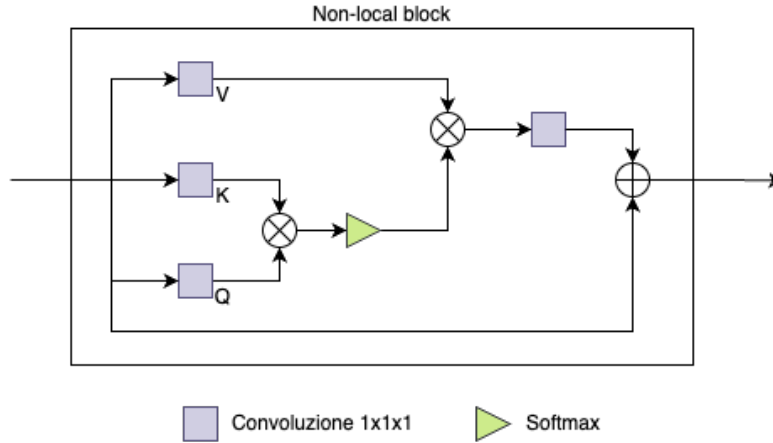 Non-local block
V
K
Q
Convoluzione 1x1x1
Softmax